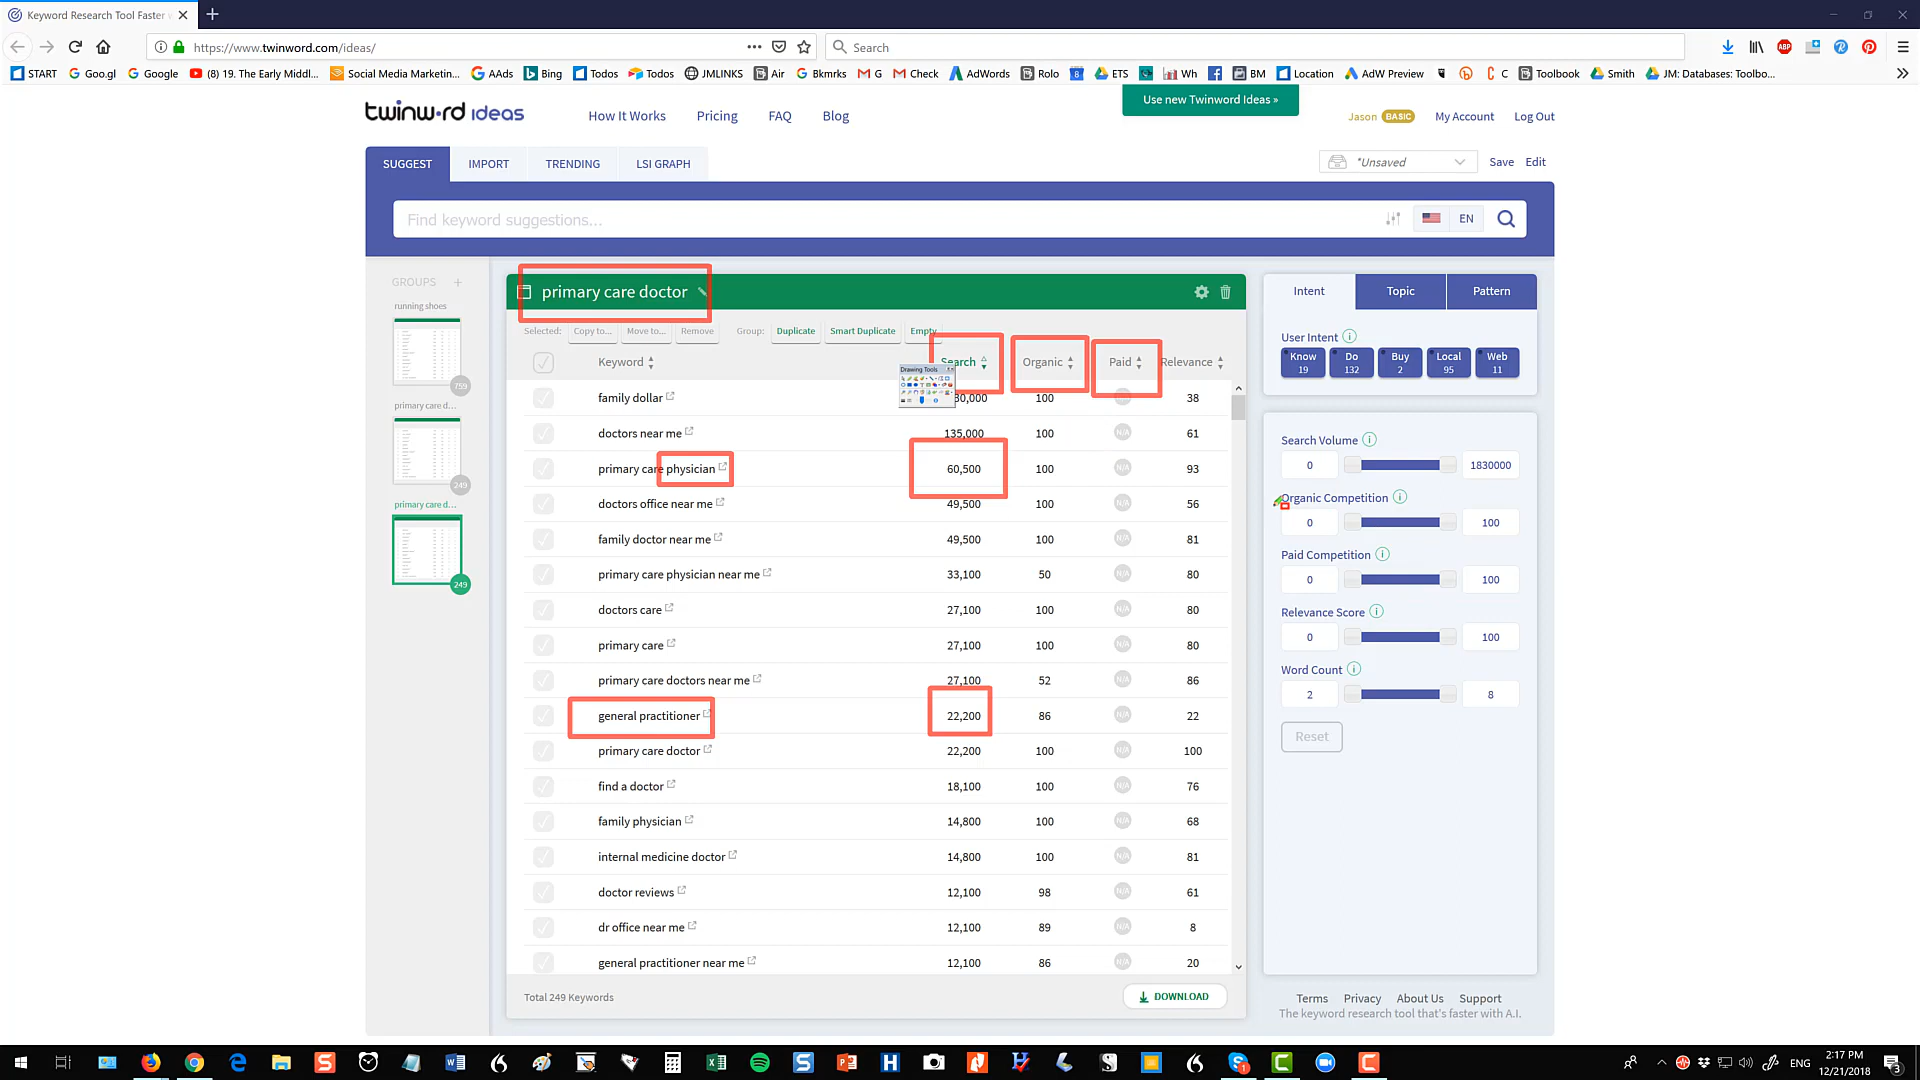 Keyword Research Tool Faster w
https://www.twinword.com/ideas/
Search
START Goo.gl Google (8) 19. The Early Middl... Social Media Marketin... AAds Bing Todos Todos JMLINKS Air Bkmrks G Check AdWords Rolo 8 ETS Wh BM Location AdW Preview C Toolbook Smith JM: Databases: Toolbo...
twinword ideas
How It Works Pricing FAQ Blog
Use new Twinword Ideas »
Jason BASIC My Account Log Out
SUGGEST IMPORT TRENDING LSI GRAPH
*Unsaved Save Edit
Find keyword suggestions...
EN
GROUPS +
running shoes
759
primary care d...
249
primary care d...
249
primary care doctor
Selected: Copy to... Move to... Remove Group: Duplicate Smart Duplicate Empty
Keyword Search Organic Paid Relevance
Drawing Tools
family dollar 30,000 100 38
doctors near me 135,000 100 N/A 61
primary care physician 60,500 100 N/A 93
doctors office near me 49,500 100 N/A 56
family doctor near me 49,500 100 N/A 81
primary care physician near me 33,100 50 N/A 80
doctors care 27,100 100 N/A 80
primary care 27,100 100 N/A 80
primary care doctors near me 27,100 52 N/A 86
general practitioner 22,200 86 N/A 22
primary care doctor 22,200 100 N/A 100
find a doctor 18,100 100 N/A 76
family physician 14,800 100 N/A 68
internal medicine doctor 14,800 100 N/A 81
doctor reviews 12,100 98 N/A 61
dr office near me 12,100 89 N/A 8
general practitioner near me 12,100 86 N/A 20
Total 249 Keywords
DOWNLOAD
Intent Topic Pattern
User Intent
Know Do Buy Local Web
19 132 2 95 11
Search Volume
0 1830000
Organic Competition
0 100
Paid Competition
0 100
Relevance Score
0 100
Word Count
2 8
Reset
Terms Privacy About Us Support
The keyword research tool that's faster with A.I.
ENG
2:17 PM
12/21/2018
3